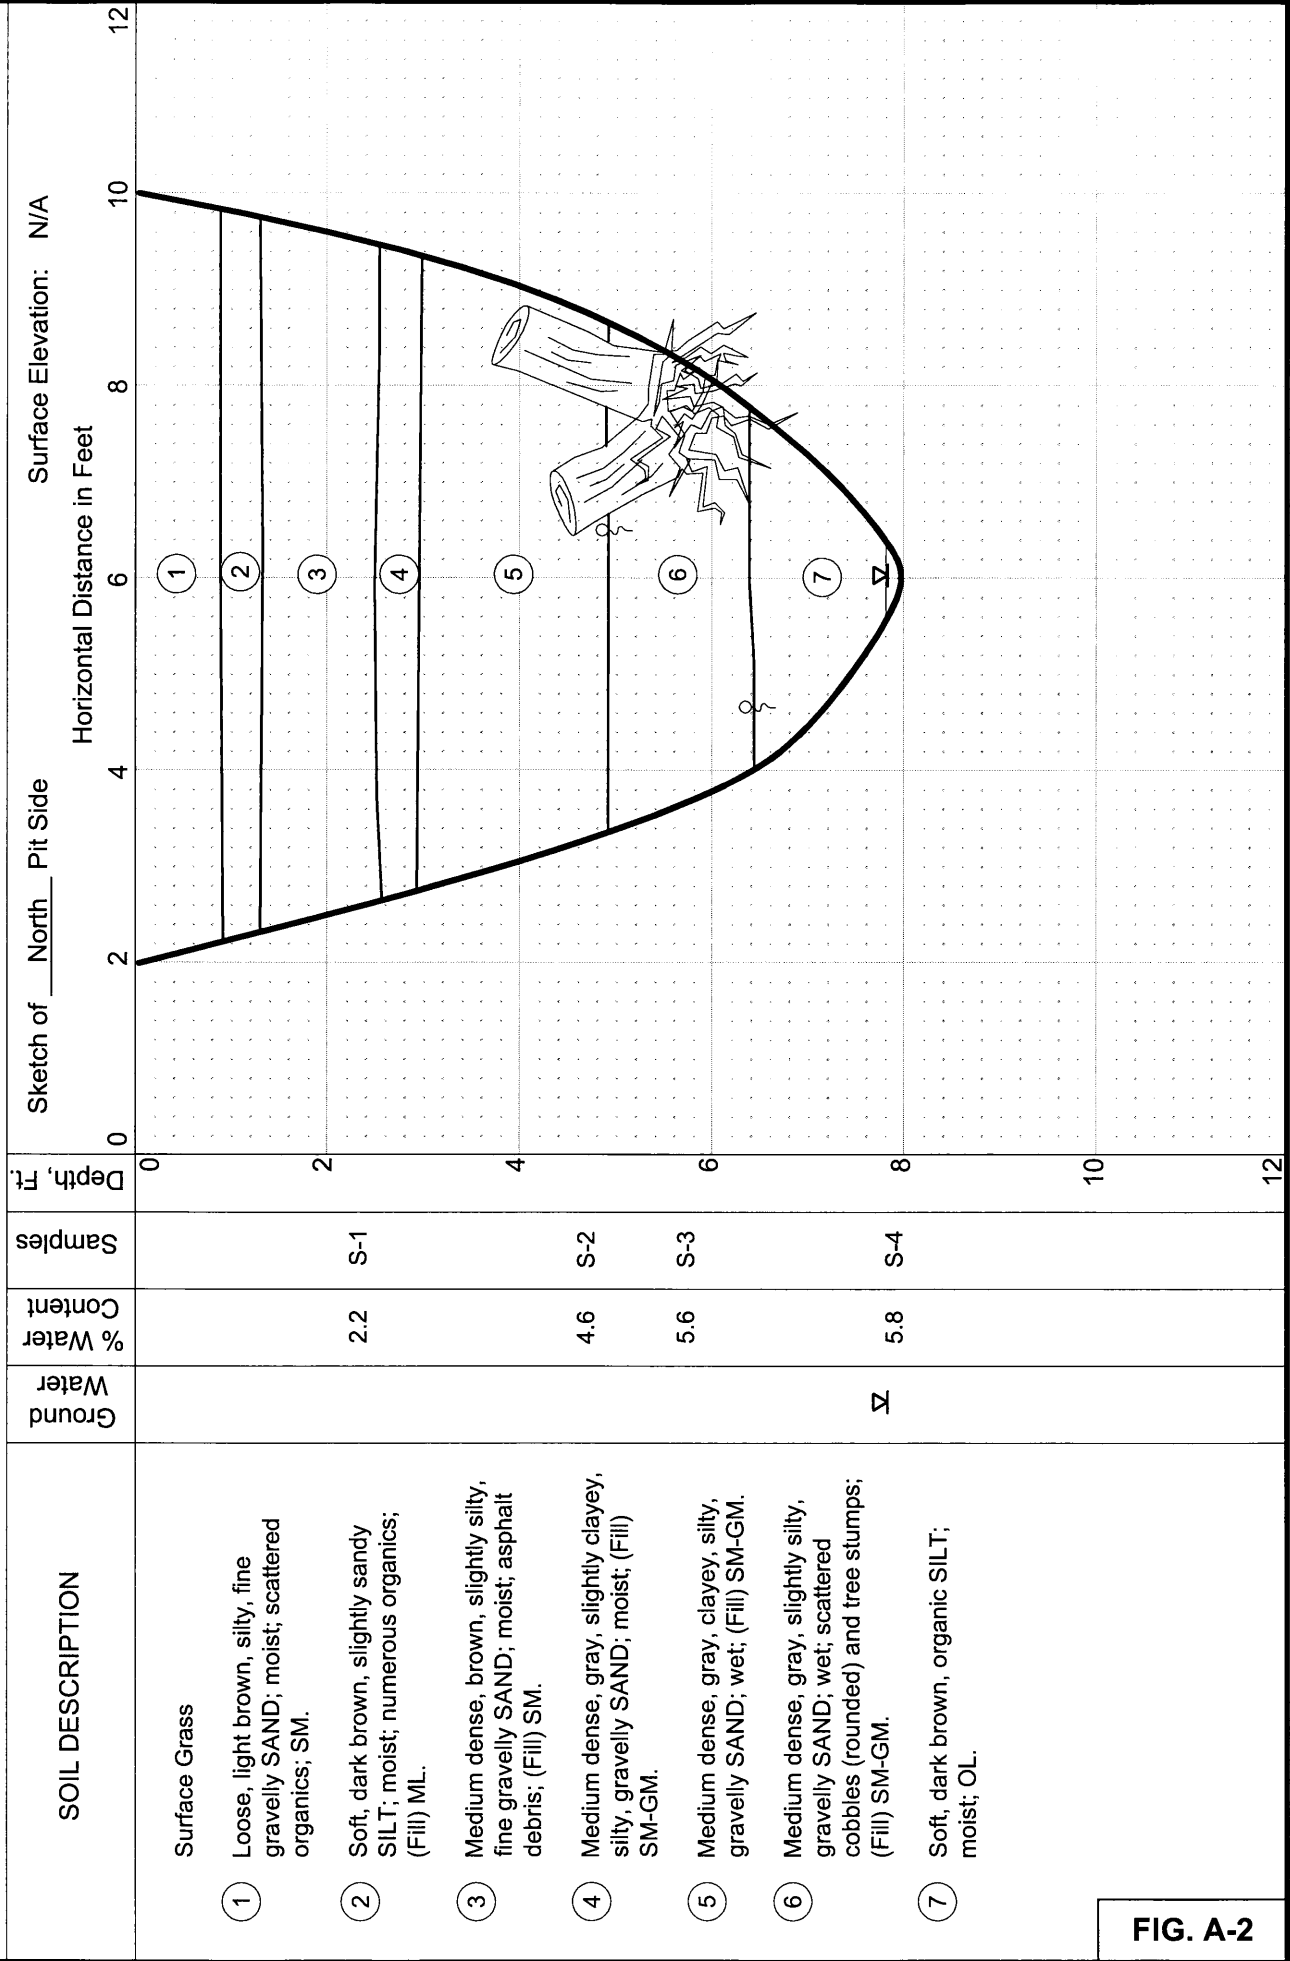 SOIL DESCRIPTION
Surface Grass
1 Loose, light brown, silty, fine
gravelly SAND; moist; scattered
organics; SM.
2 Soft, dark brown, slightly sandy
SILT; moist; numerous organics;
(Fill) ML.
3 Medium dense, brown, slightly silty,
fine gravelly SAND; moist; asphalt
debris; (Fill) SM.
4 Medium dense, gray, slightly clayey,
silty, gravelly SAND; moist; (Fill)
SM-GM.
5 Medium dense, gray, clayey, silty,
gravelly SAND; wet; (Fill) SM-GM.
6 Medium dense, gray, slightly silty,
gravelly SAND; wet; scattered
cobbles (rounded) and tree stumps;
(Fill) SM-GM.
7 Soft, dark brown, organic SILT;
moist; OL.
Ground
Water
% Water
Content
2.2
4.6
5.6
5.8
Samples
S-1
S-2
S-3
S-4
Depth, Ft.
0
2
4
6
8
10
12
Sketch of North Pit Side
Surface Elevation: N/A
Horizontal Distance in Feet
0 2 4 6 8 10 12
1
2
3
4
5
6
7
FIG. A-2